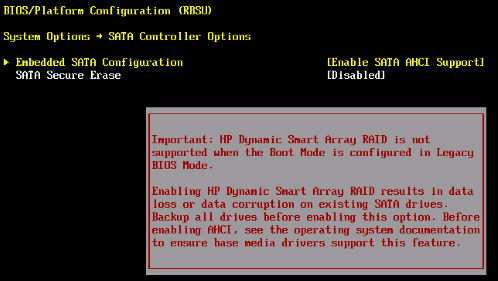 BIOS/Platform Configuration (RBSU)
System Options → SATA Controller Options
Embedded SATA Configuration [Enable SATA AHCI Support]
SATA Secure Erase [Disabled]
Important: HP Dynamic Smart Array RAID is not
supported when the Boot Mode is configured in Legacy
BIOS Mode.
Enabling HP Dynamic Smart Array RAID results in data
loss or data corruption on existing SATA drives.
Backup all drives before enabling this option. Before
enabling AHCI, see the operating system documentation
to ensure base media drivers support this feature.